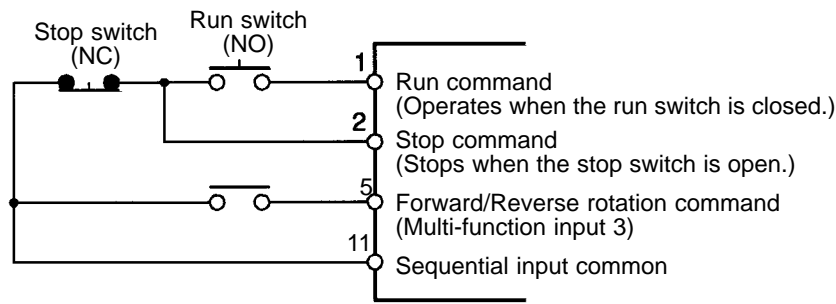 Stop switch
(NC)
Run switch
(NO)
1
Run command
(Operates when the run switch is closed.)
2
Stop command
(Stops when the stop switch is open.)
5
Forward/Reverse rotation command
(Multi-function input 3)
11
Sequential input common